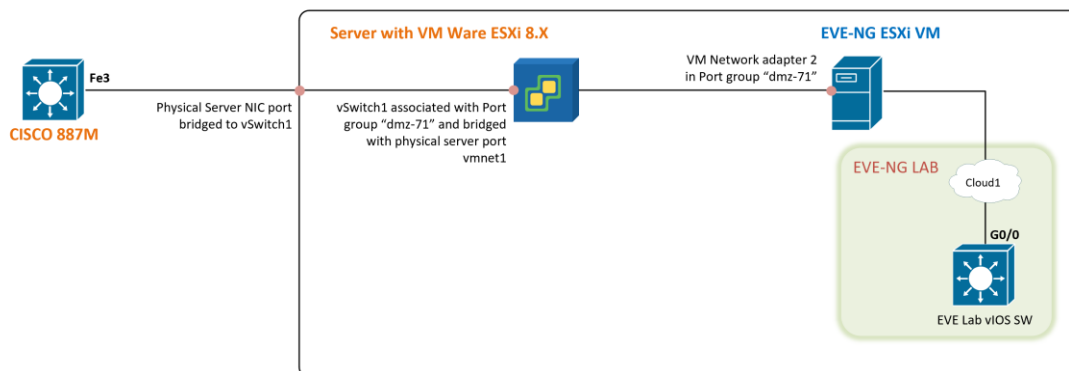 Server with VM Ware ESXi 8.X
EVE-NG ESXi VM
Fe3
CISCO 887M
Physical Server NIC port
bridged to vSwitch1
vSwitch1 associated with Port
group “dmz-71” and bridged
with physical server port
vmnet1
VM Network adapter 2
in Port group “dmz-71”
EVE-NG LAB
Cloud1
G0/0
EVE Lab vIOS SW